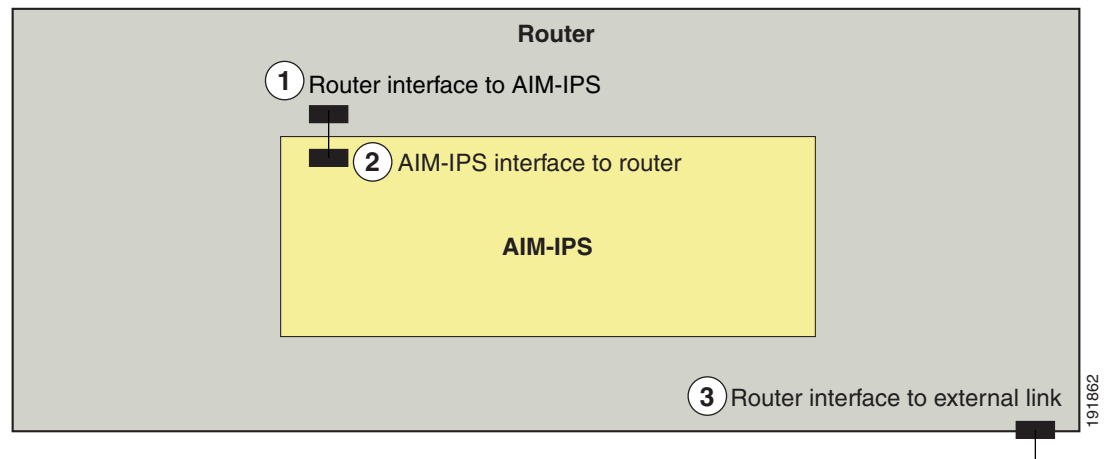 Router
1 Router interface to AIM-IPS
2 AIM-IPS interface to router
AIM-IPS
3 Router interface to external link
191862